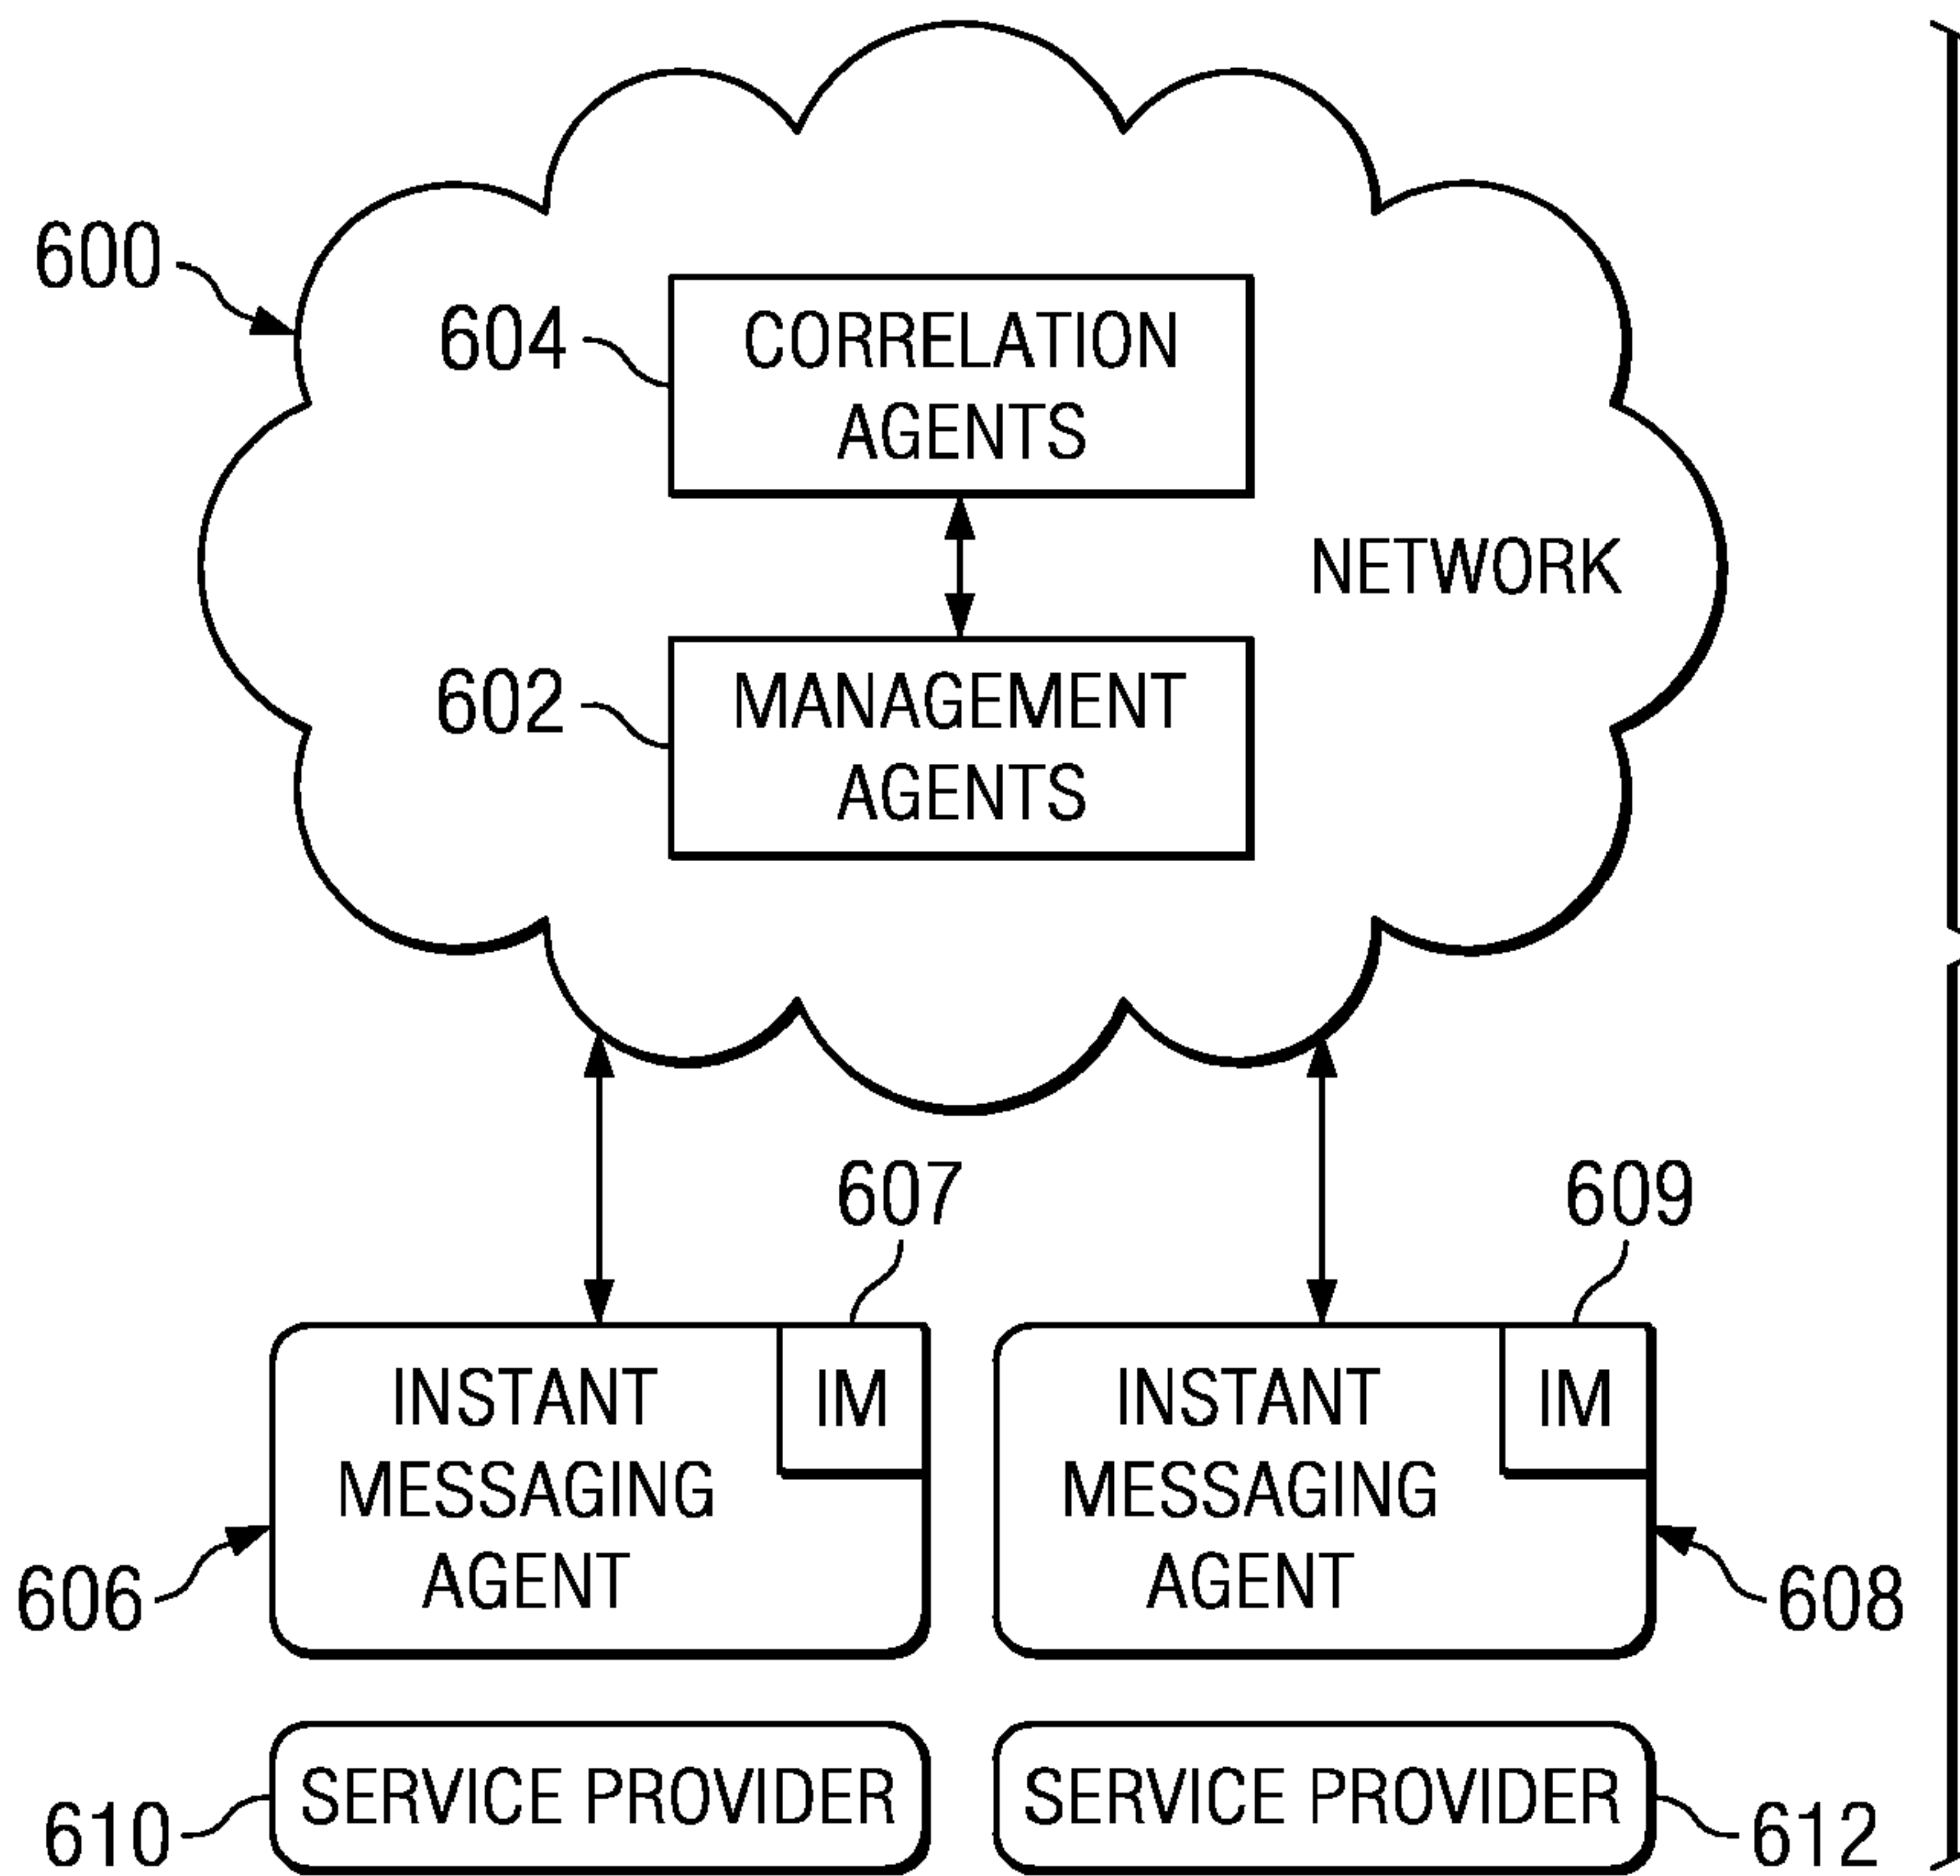 600
604
CORRELATION
AGENTS
NETWORK
602
MANAGEMENT
AGENTS
607
609
INSTANT
MESSAGING
AGENT
IM
INSTANT
MESSAGING
AGENT
IM
606
608
SERVICE PROVIDER
SERVICE PROVIDER
610
612